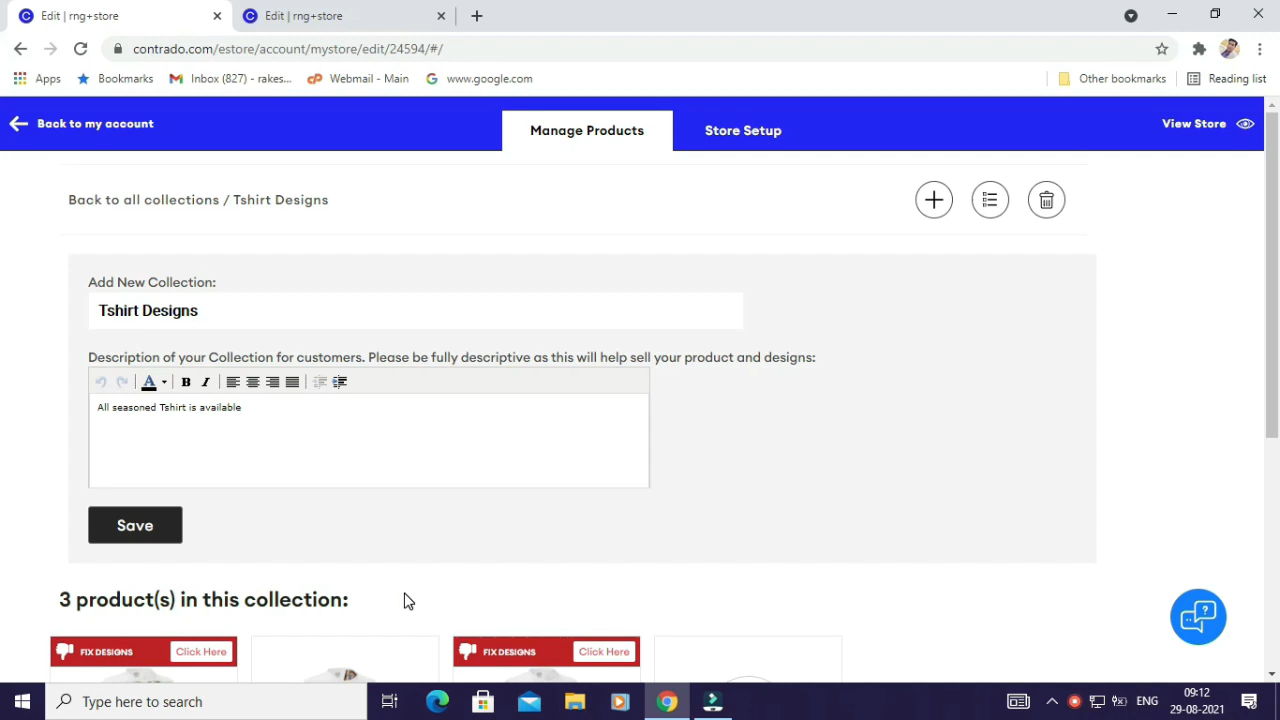 Edit | rng+store
Edit | rng+store
contrado.com/estore/account/mystore/edit/24594/#/
Apps
Bookmarks
Inbox (827) - rakes...
Webmail - Main
www.google.com
Other bookmarks
Reading list
Back to my account
Manage Products
Store Setup
View Store
Back to all collections / Tshirt Designs
Add New Collection:
Tshirt Designs
Description of your Collection for customers. Please be fully descriptive as this will help sell your product and designs:
A B I
All seasoned Tshirt is available
Save
3 product(s) in this collection:
FIX DESIGNS Click Here
FIX DESIGNS Click Here
Type here to search
ENG
09:12
29-08-2021